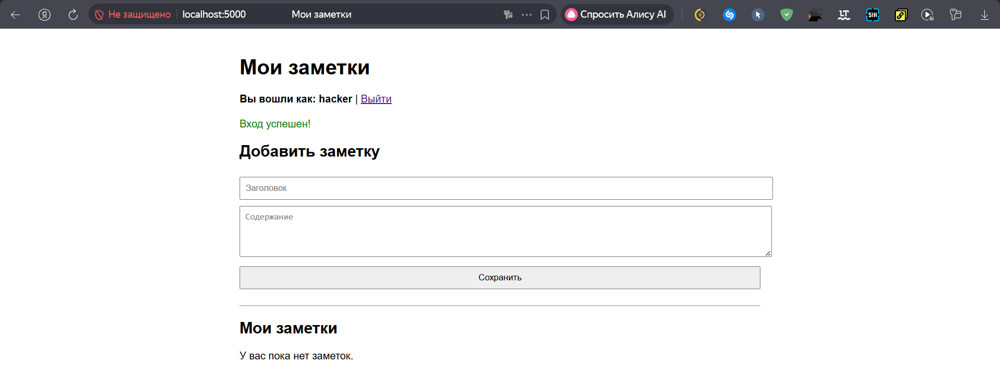 Не защищено localhost:5000 Мои заметки Спросить Алису AI
Мои заметки
Вы вошли как: hacker | Выйти
Вход успешен!
Добавить заметку
Заголовок
Содержание
Сохранить
Мои заметки
У вас пока нет заметок.